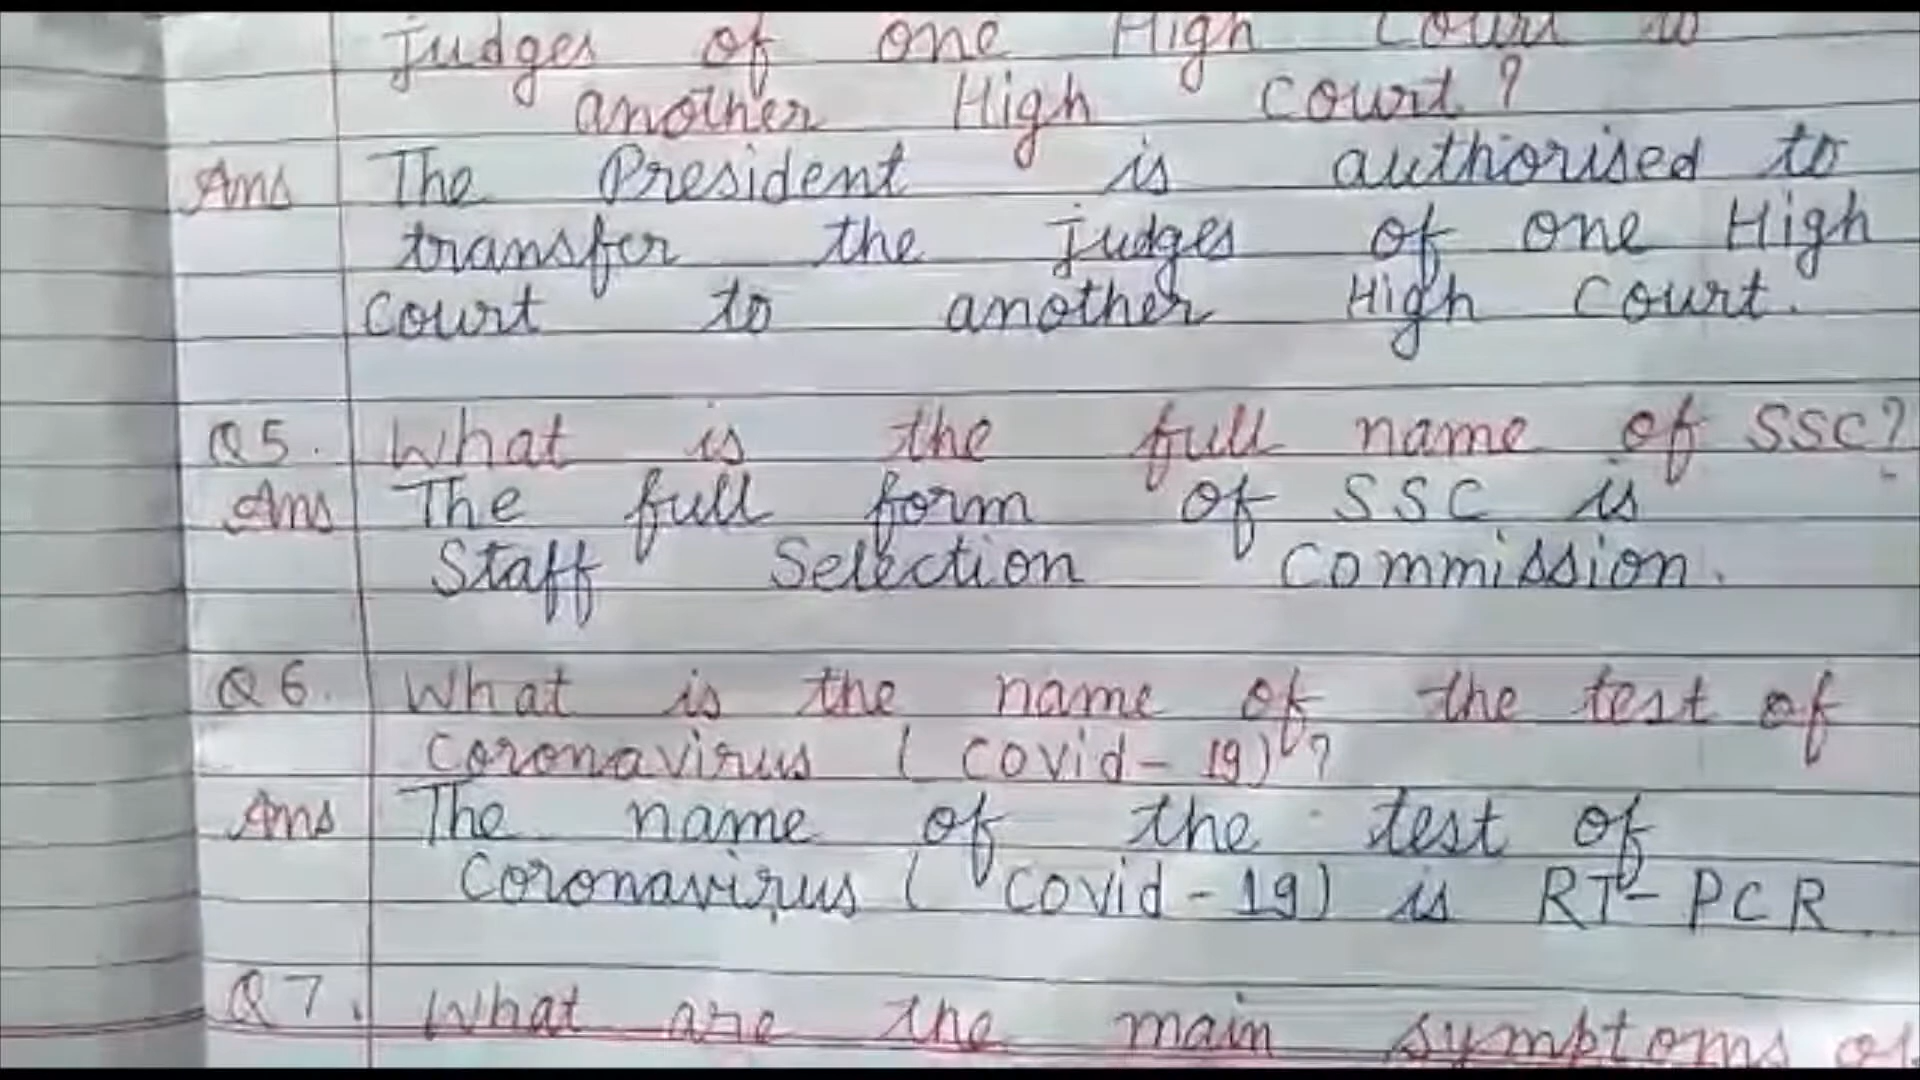 judges of one High Court to
another High Court?
Ans The President is authorised to
transfer the judges of one High
Court to another High Court.
Q5. What is the full name of SSC?
Ans The full form of SSC is
Staff Selection Commission.
Q6. What is the name of the test of
Coronavirus (Covid-19)?
Ans The name of the test of
Coronavirus (Covid-19) is RT-PCR.
Q7. What are the main symptoms of